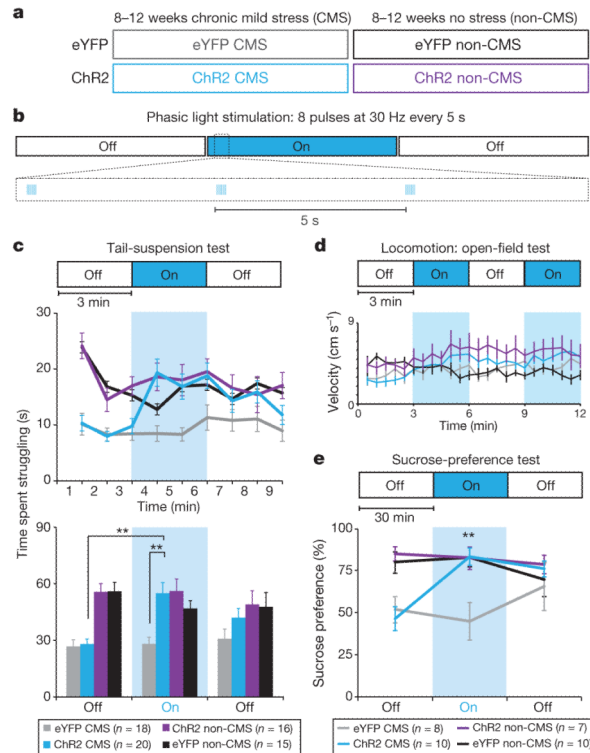 a
8–12 weeks chronic mild stress (CMS) 8–12 weeks no stress (non-CMS)
eYFP eYFP CMS eYFP non-CMS
ChR2 ChR2 CMS ChR2 non-CMS
b
Phasic light stimulation: 8 pulses at 30 Hz every 5 s
Off On Off
5 s
c
Tail-suspension test
Off On Off
3 min
Time spent struggling (s)
30
20
10
0
1 2 3 4 5 6 7 8 9
Time (min)
90
60
30
0
**
**
Off On Off
eYFP CMS (n = 18) ChR2 non-CMS (n = 16)
ChR2 CMS (n = 20) eYFP non-CMS (n = 15)
d
Locomotion: open-field test
Off On Off On
3 min
Velocity (cm s⁻¹)
9
0
0 3 6 9 12
Time (min)
e
Sucrose-preference test
Off On Off
30 min
Sucrose preference (%)
100
75
50
25
0
**
Off On Off
eYFP CMS (n = 8) ChR2 non-CMS (n = 7)
ChR2 CMS (n = 10) eYFP non-CMS (n = 10)